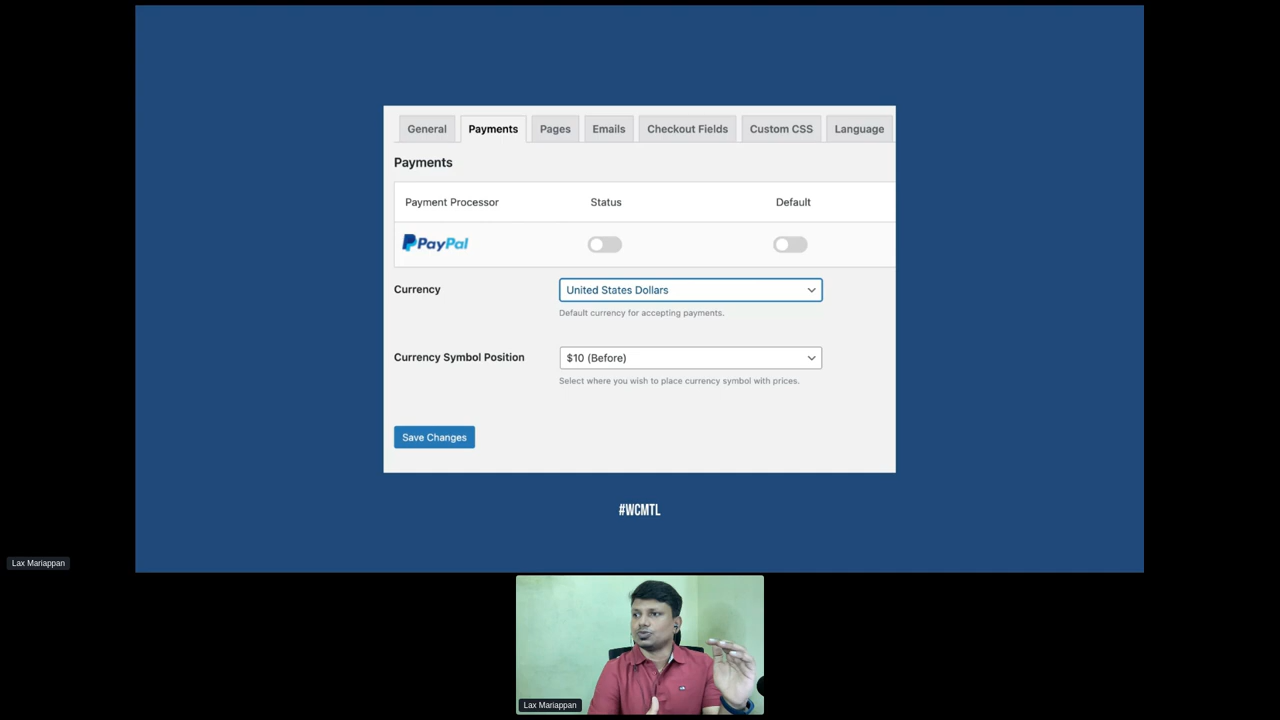 General Payments Pages Emails Checkout Fields Custom CSS Language
Payments
Payment Processor Status Default
PayPal
Currency United States Dollars
Default currency for accepting payments.
Currency Symbol Position $10 (Before)
Select where you wish to place currency symbol with prices.
Save Changes
#WCMTL
Lax Mariappan
Lax Mariappan